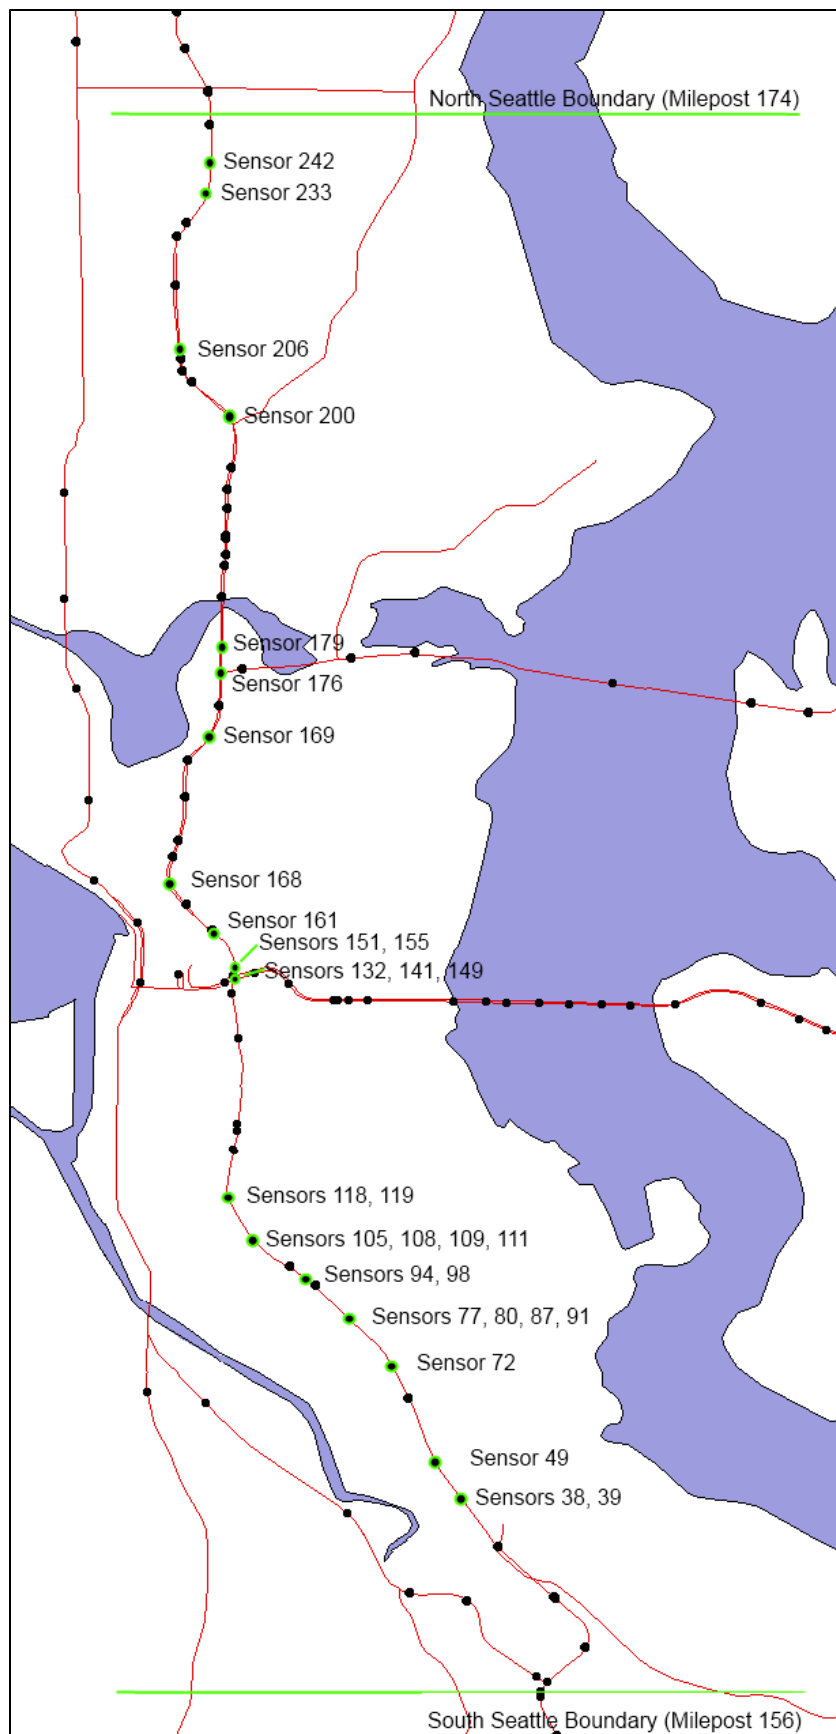 North Seattle Boundary (Milepost 174)
Sensor 242
Sensor 233
Sensor 206
Sensor 200
Sensor 179
Sensor 176
Sensor 169
Sensor 168
Sensor 161
Sensors 151, 155
Sensors 132, 141, 149
Sensors 118, 119
Sensors 105, 108, 109, 111
Sensors 94, 98
Sensors 77, 80, 87, 91
Sensor 72
Sensor 49
Sensors 38, 39
South Seattle Boundary (Milepost 156)